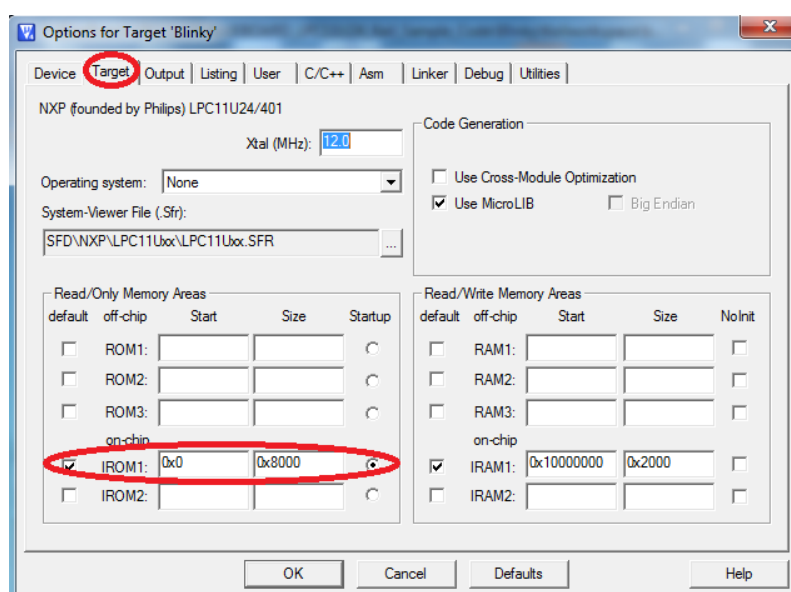 Options for Target 'Blinky'
Device Target Output Listing User C/C++ Asm Linker Debug Utilities
NXP (founded by Philips) LPC11U24/401
Xtal (MHz): 12.0
Operating system: None
System-Viewer File (.Sfr):
SFD\NXP\LPC11Uxx\LPC11Uxx.SFR ...
Code Generation
Use Cross-Module Optimization
Use MicroLIB Big Endian
Read/Only Memory Areas
default off-chip Start Size Startup
ROM1:
ROM2:
ROM3:
on-chip
IROM1: 0x0 0x8000
IROM2:
Read/Write Memory Areas
default off-chip Start Size NoInit
RAM1:
RAM2:
RAM3:
on-chip
IRAM1: 0x10000000 0x2000
IRAM2:
OK Cancel Defaults Help